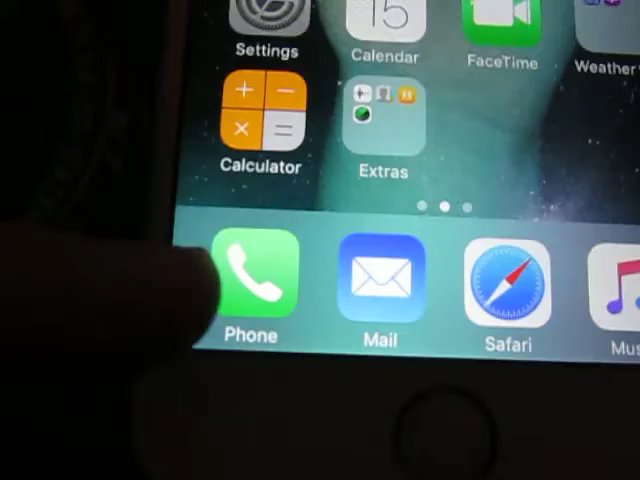 Settings
15
Calendar
FaceTime
Weather
Calculator
Extras
Phone
Mail
Safari
Mus